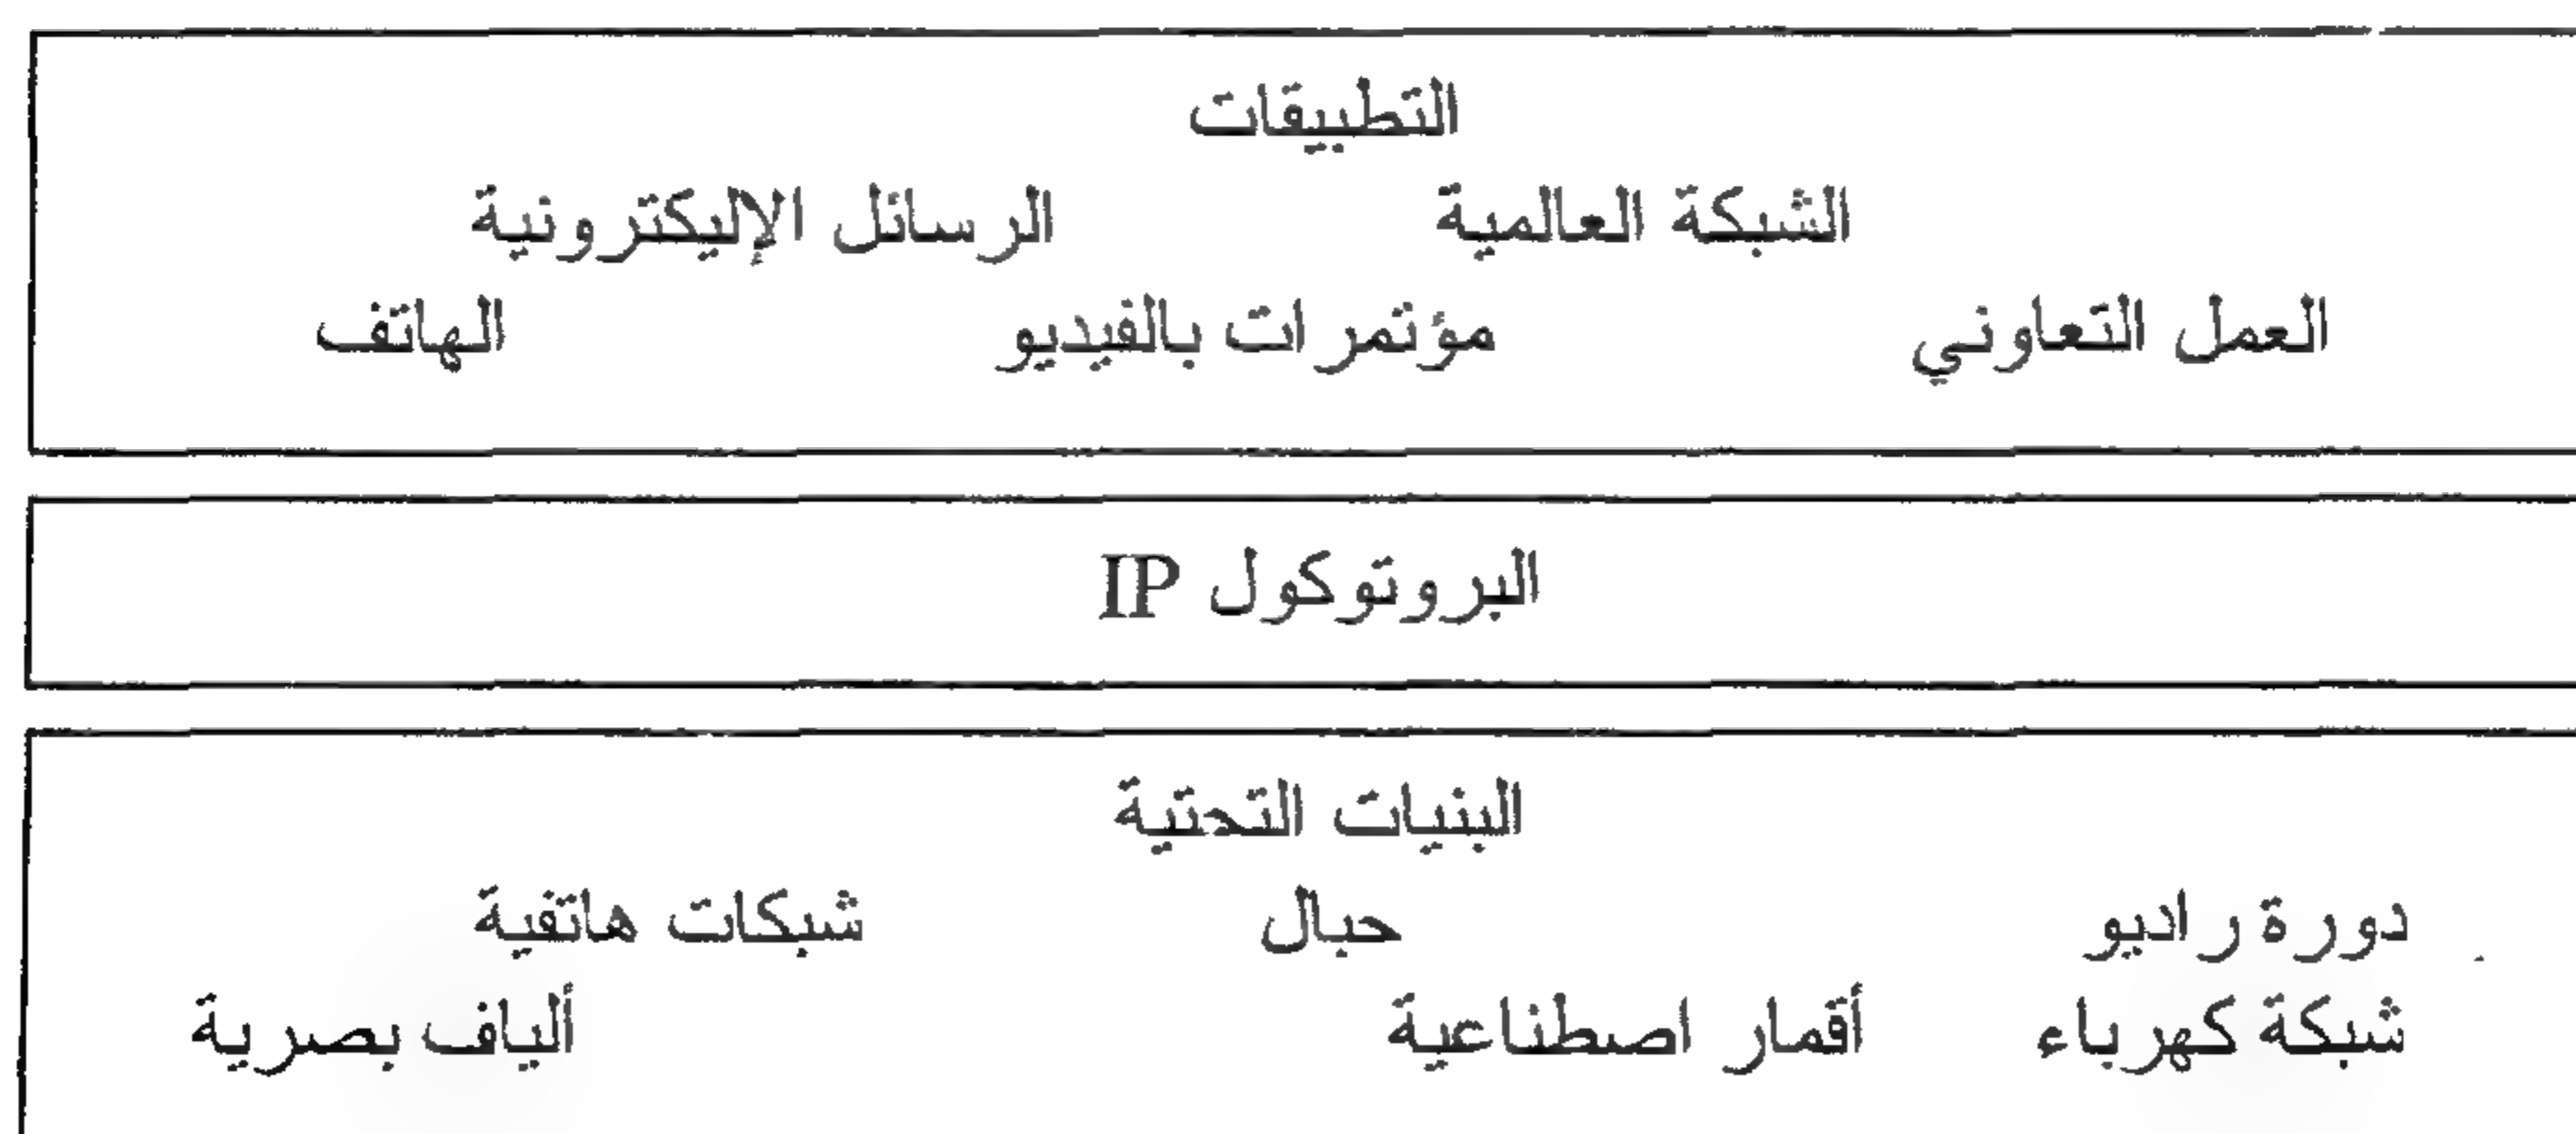 التطبيقات
الشبكة العالمية الرسائل الإليكترونية
العمل التعاوني مؤتمرات بالفيديو الهاتف
البروتوكول IP
البنيات التحتية
دورة راديو حبال شبكات هاتفية
شبكة كهرباء أقمار اصطناعية ألياف بصرية